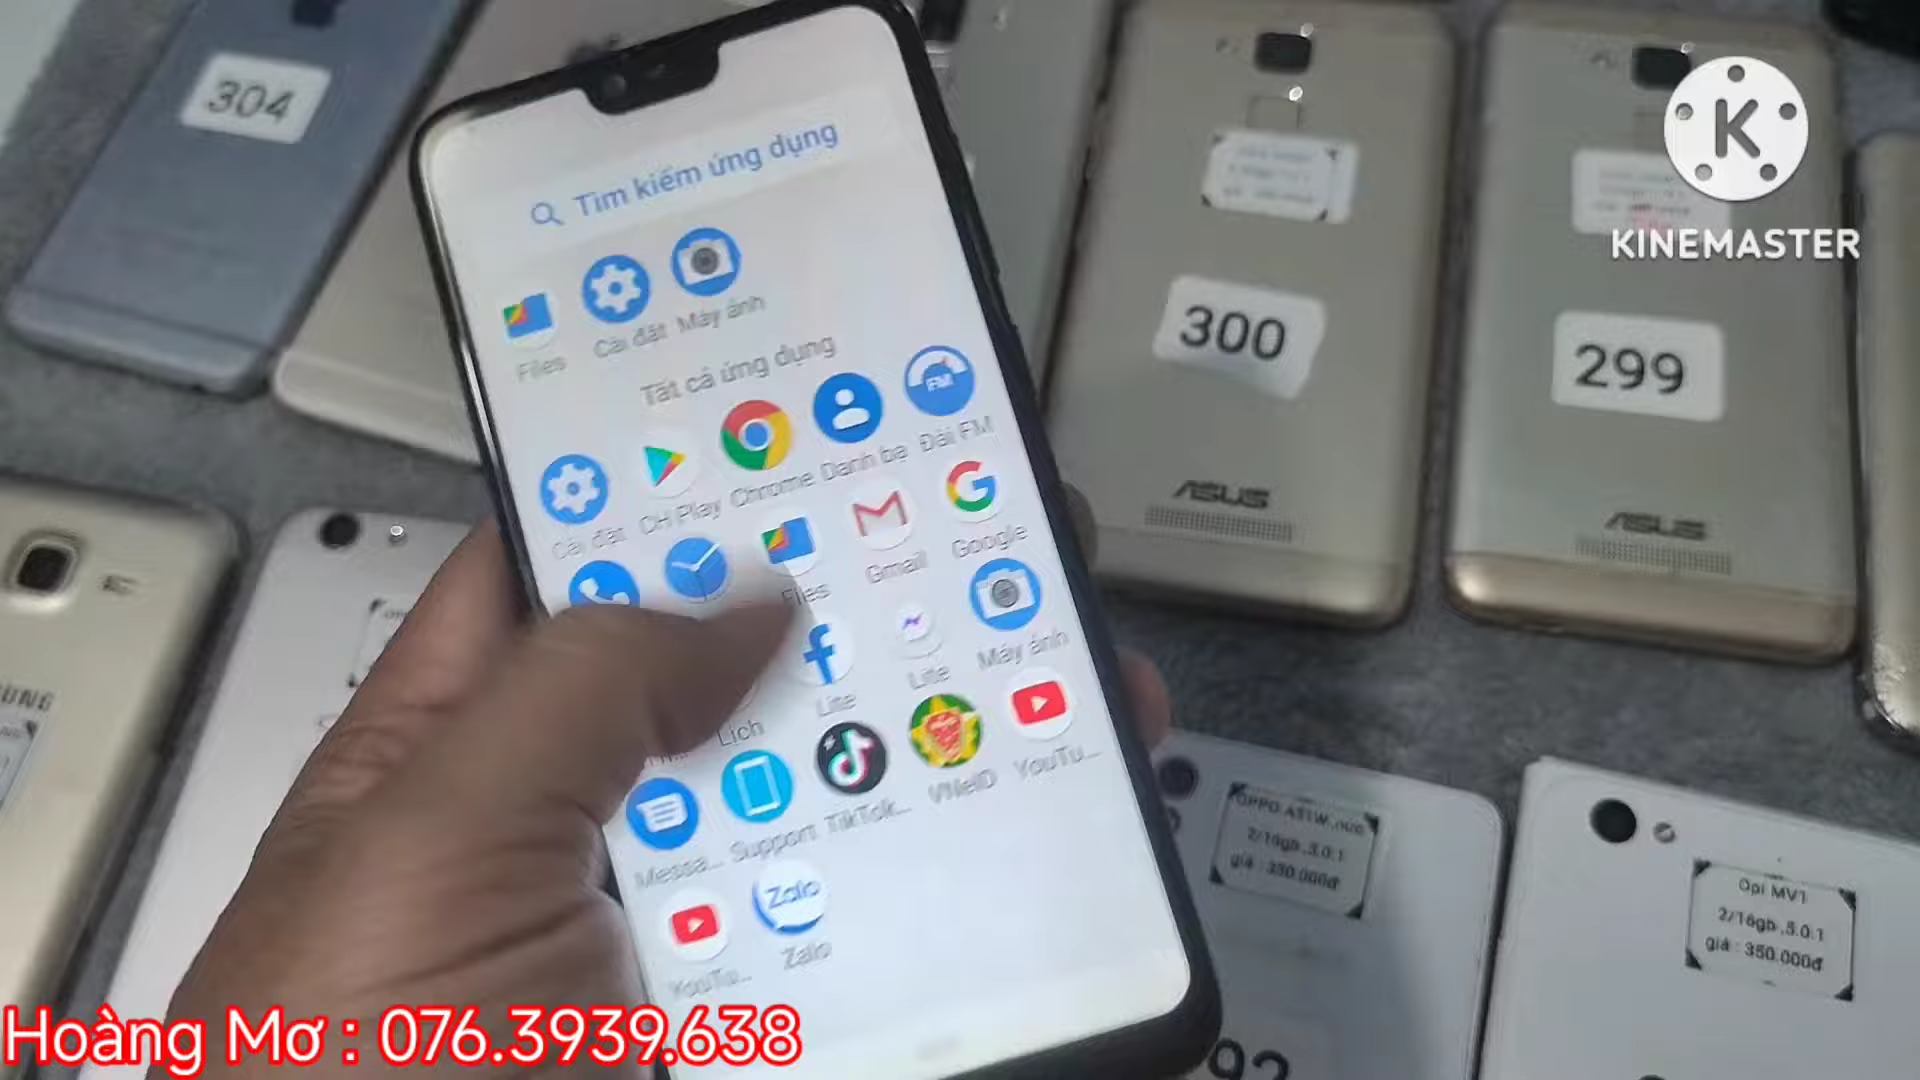 304
Tìm kiếm ứng dụng
Files
Cài đặt
Máy ảnh
Tất cả ứng dụng
Cài đặt
CH Play
Chrome
Danh bạ
Đài FM
Files
Gmail
Google
Lịch
Lite
Lite
Máy ảnh
Messa...
Support
TikTok...
VNeID
YouTu...
YouTu...
Zalo
Zalo
FM
300
ASUS
299
ASUS
K
KINEMASTER
2/16gb ,5.0.1
giá : 350.000đ
Opi MV1
2/16gb ,5.0.1
giá : 350.000đ
Hoàng Mơ : 076.3939.638